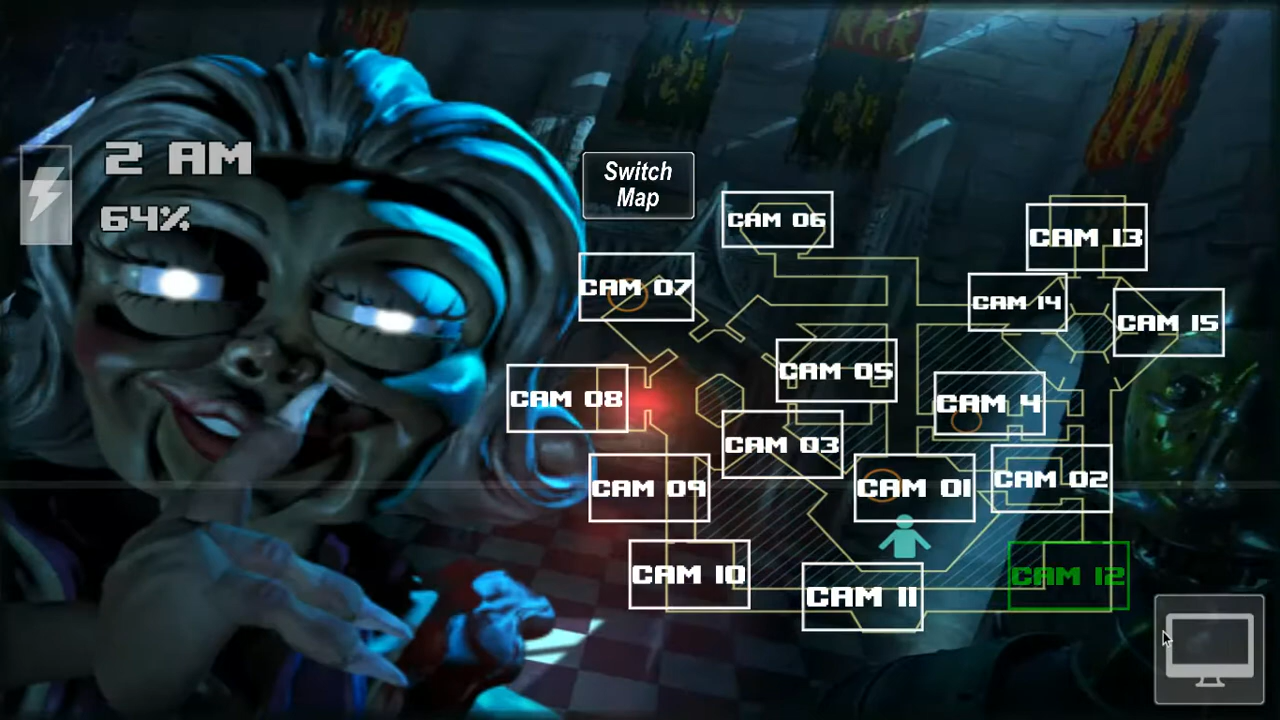 2 AM
64%
Switch
Map
CAM 06
CAM 13
CAM 07
CAM 14
CAM 15
CAM 05
CAM 08
CAM 4
CAM 03
CAM 02
CAM 09
CAM 01
CAM 10
CAM 12
CAM 11